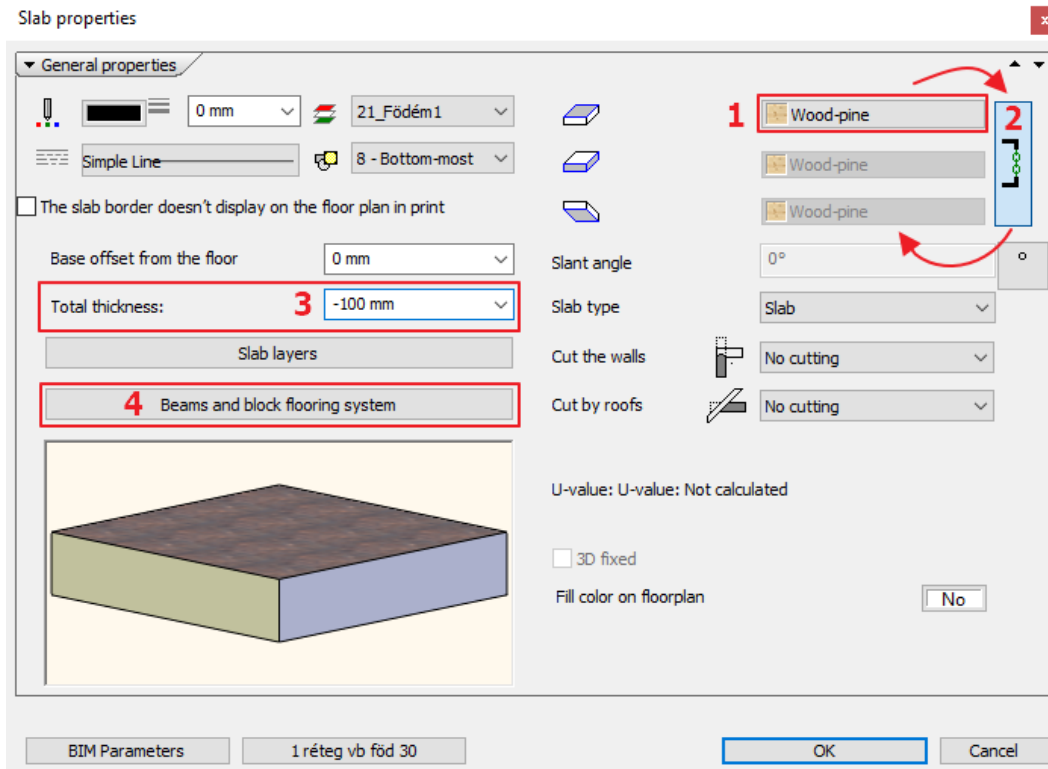 Slab properties
x
General properties
0 mm
21_Födém1
1
Wood-pine
2
Simple Line
8 - Bottom-most
Wood-pine
The slab border doesn't display on the floor plan in print
Wood-pine
Base offset from the floor
0 mm
Slant angle
0°
°
Total thickness:
3
-100 mm
Slab type
Slab
Slab layers
Cut the walls
No cutting
4
Beams and block flooring system
Cut by roofs
No cutting
U-value: U-value: Not calculated
3D fixed
Fill color on floorplan
No
BIM Parameters
1 réteg vb föd 30
OK
Cancel